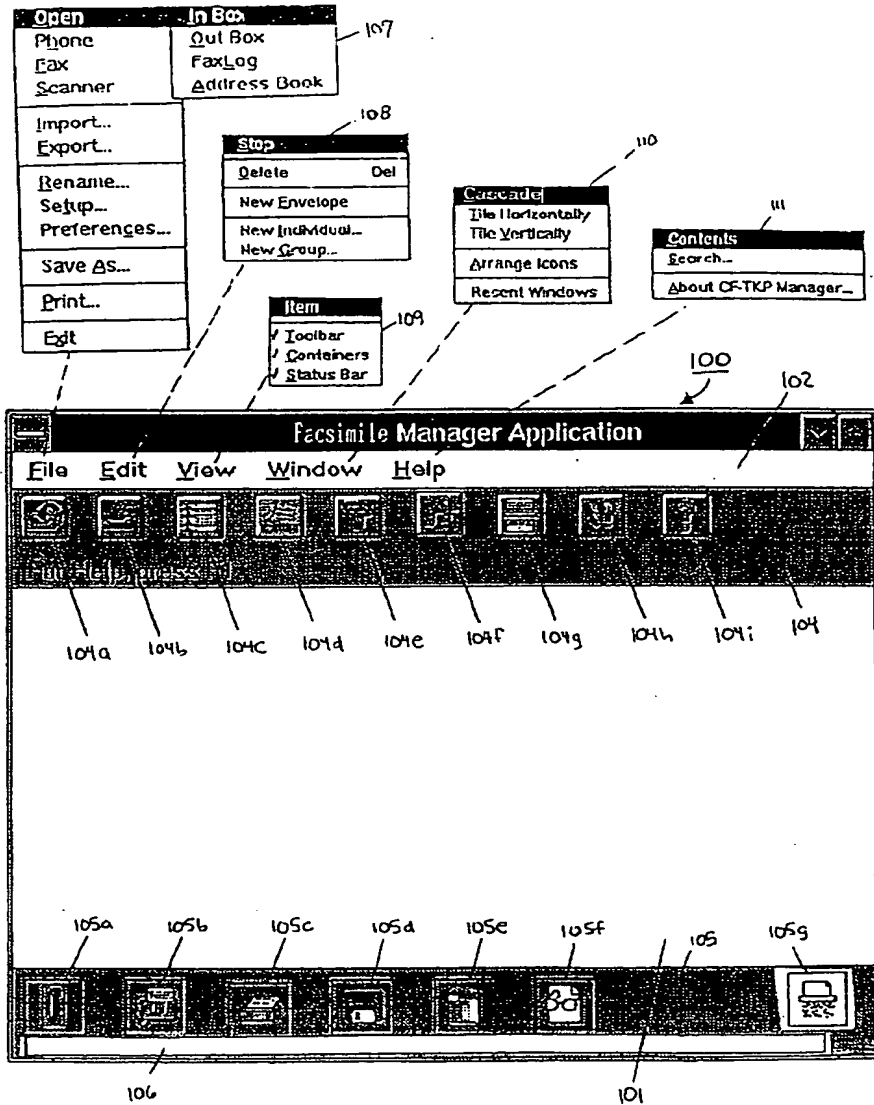 Open
Phone
Fax
Scanner
Import...
Export...
Rename...
Setup...
Preferences...
Save As...
Print...
Exit
In Box
Out Box
FaxLog
Address Book
107
108
Stop
Delete Del
New Envelope
New Individual...
New Group...
Item
Toolbar
Containers
Status Bar
109
110
Cascade
Tile Horizontally
Tile Vertically
Arrange Icons
Recent Windows
111
Contents
Search...
About CF-TKP Manager...
100
102
Facsimile Manager Application
File Edit View Window Help
For Help, press F1
104a 104b 104c 104d 104e 104f 104g 104h 104i 104
105a 105b 105c 105d 105e 105f 105 105g
106 101